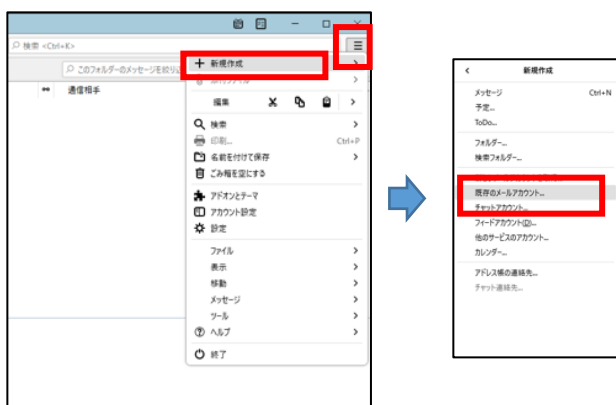 検索 <Ctrl+K>
このフォルダーのメッセージを絞り込
通信相手
新規作成
編集
検索
印刷... Ctrl+P
名前を付けて保存
ごみ箱を空にする
アドオンとテーマ
アカウント設定
設定
ファイル
表示
移動
メッセージ
ツール
ヘルプ
終了
新規作成
メッセージ Ctrl+N
予定...
ToDo...
フォルダー...
検索フォルダー...
既存のメールアカウント...
チャットアカウント...
フィードアカウント(D)...
他のサービスのアカウント...
カレンダー...
アドレス帳の連絡先...
チャット連絡先...